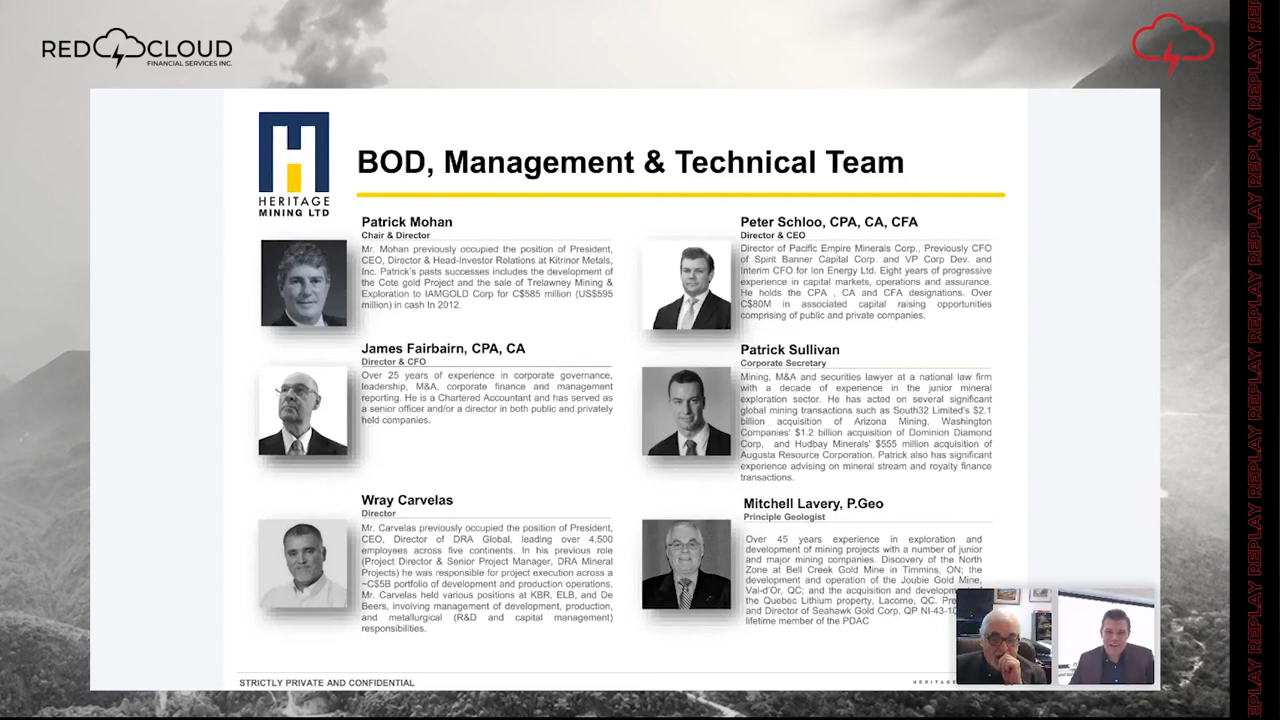 RED CLOUD
FINANCIAL SERVICES INC.
HERITAGE
MINING LTD
BOD, Management & Technical Team
Patrick Mohan
Chair & Director
Mr. Mohan previously occupied the position of President,
CEO, Director & Head-Investor Relations at Kitrinor Metals,
Inc. Patrick's pasts successes includes the development of
the Cote gold Project and the sale of Trelawney Mining &
Exploration to IAMGOLD Corp for C$585 million (US$595
million) in cash In 2012.
Peter Schloo, CPA, CA, CFA
Director & CEO
Director of Pacific Empire Minerals Corp., Previously CFO
of Spirit Banner Capital Corp. and VP Corp Dev. and
Interim CFO for Ion Energy Ltd. Eight years of progressive
experience in capital markets, operations and assurance.
He holds the CPA , CA and CFA designations. Over
C$80M in associated capital raising opportunities
comprising of public and private companies.
James Fairbairn, CPA, CA
Director & CFO
Over 25 years of experience in corporate governance,
leadership, M&A, corporate finance and management
reporting. He is a Chartered Accountant and has served as
a senior officer and/or a director in both public and privately
held companies.
Patrick Sullivan
Corporate Secretary
Mining, M&A and securities lawyer at a national law firm
with a decade of experience in the junior mineral
exploration sector. He has acted on several significant
global mining transactions such as South32 Limited's $2.1
billion acquisition of Arizona Mining, Washington
Companies' $1.2 billion acquisition of Dominion Diamond
Corp, and Hudbay Minerals' $555 million acquisition of
Augusta Resource Corporation. Patrick also has significant
experience advising on mineral stream and royalty finance
transactions.
Wray Carvelas
Director
Mr. Carvelas previously occupied the position of President,
CEO, Director of DRA Global, leading over 4,500
employees across five continents. In his previous role
(Project Director & Senior Project Manager, DRA Mineral
Projects) he was responsible for project execution across a
~C$5B portfolio of development and production operations.
Mr. Carvelas held various positions at KBR, ELB, and De
Beers, involving management of development, production,
and metallurgical (R&D and capital management)
responsibilities.
Mitchell Lavery, P.Geo
Principle Geologist
Over 45 years experience in exploration and
development of mining projects with a number of junior
and major mining companies. Discovery of the North
Zone at Bell Creek Gold Mine in Timmins, ON; the
development and operation of the Joubie Gold Mine,
Val-d'Or, QC; and the acquisition and
the Quebec Lithium property, Lacorne, QC.
and Director of Seahawk Gold Corp. QP
lifetime member of the PDAC
STRICTLY PRIVATE AND CONFIDENTIAL
HERITAGE
REPLAY REPLAY REPLAY REPLAY REPLAY REPLAY REPLAY REPLAY